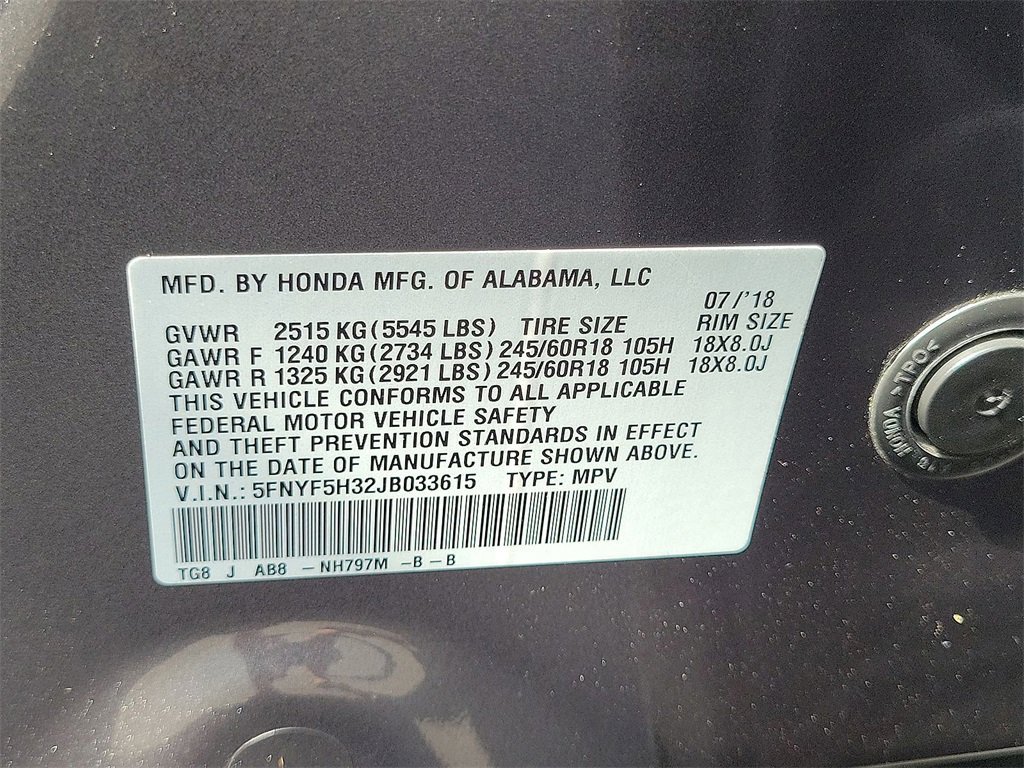 MFD. BY HONDA MFG. OF ALABAMA, LLC
07/'18
GVWR 2515 KG (5545 LBS) TIRE SIZE RIM SIZE
GAWR F 1240 KG (2734 LBS) 245/60R18 105H 18X8.0J
GAWR R 1325 KG (2921 LBS) 245/60R18 105H 18X8.0J
THIS VEHICLE CONFORMS TO ALL APPLICABLE
FEDERAL MOTOR VEHICLE SAFETY
AND THEFT PREVENTION STANDARDS IN EFFECT
ON THE DATE OF MANUFACTURE SHOWN ABOVE.
V.I.N.: 5FNYF5H32JB033615 TYPE: MPV
TG8 J AB8 – NH797M –B – B
HONDA >TPO<